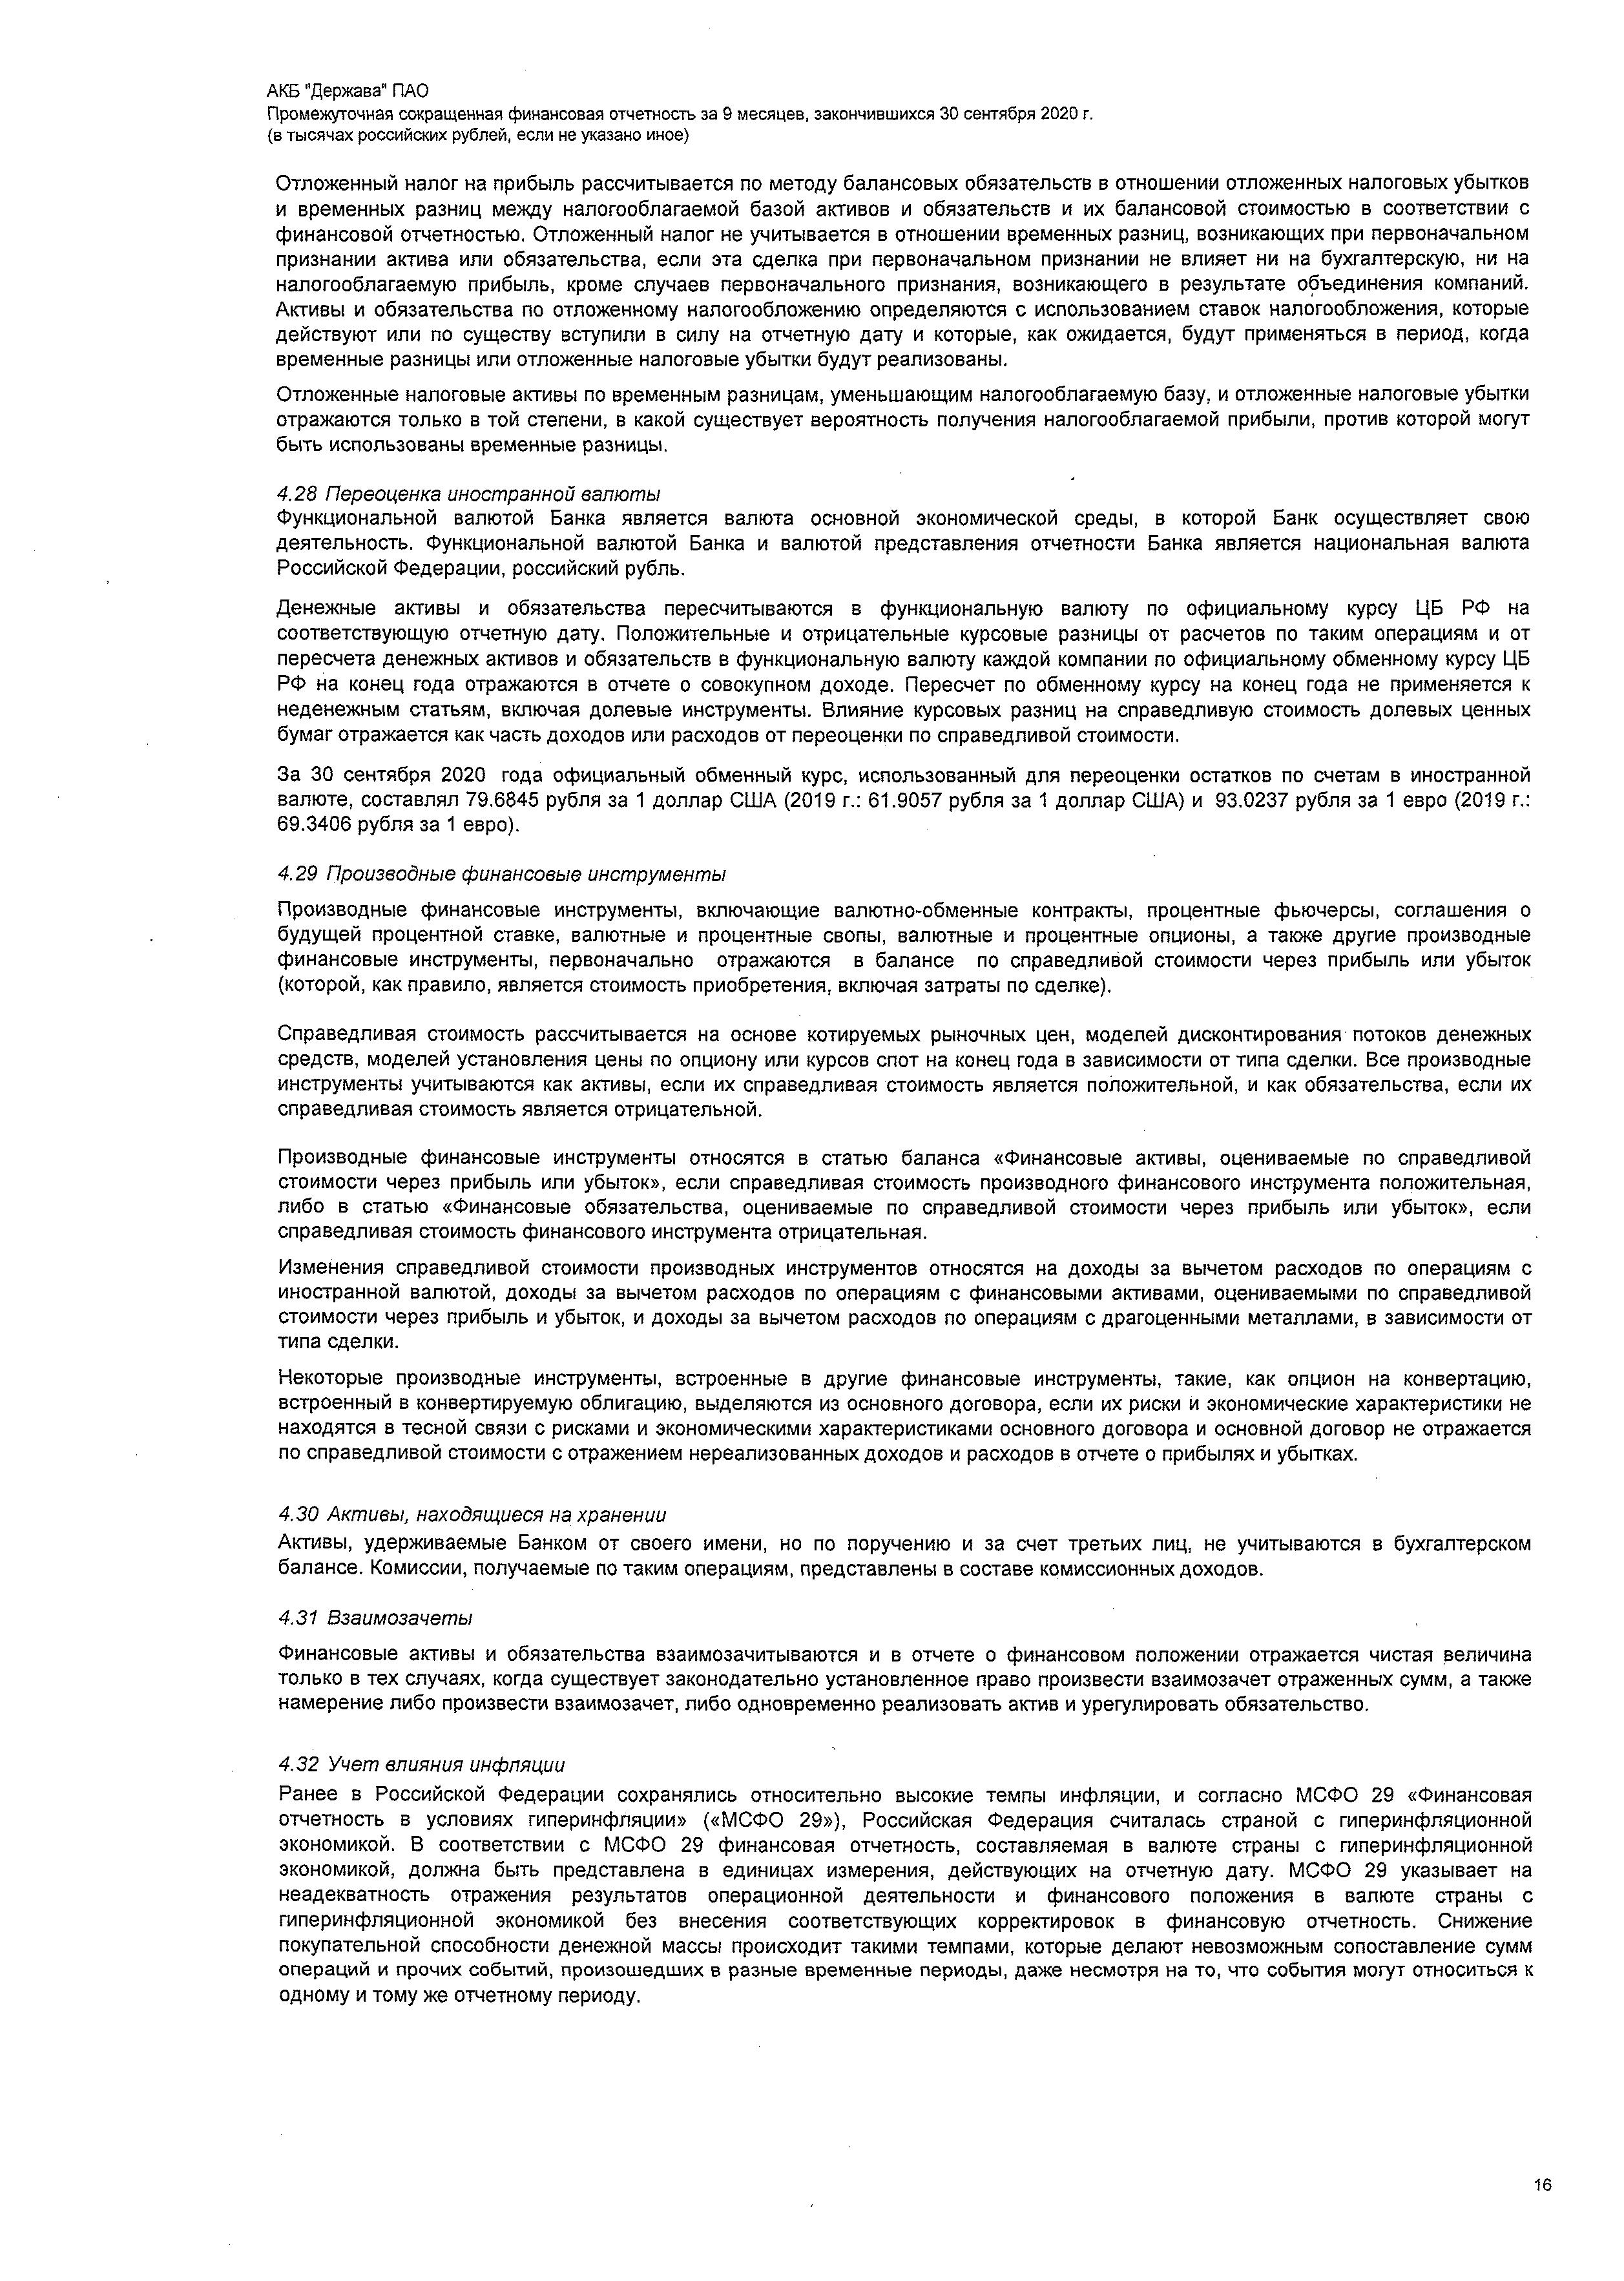 АКБ "Держава" ПАО
Промежуточная сокращенная финансовая отчетность за 9 месяцев, закончившихся 30 сентября 2020 г.
(в тысячах российских рублей, если не указано иное)
Отложенный налог на прибыль рассчитывается по методу балансовых обязательств в отношении отложенных налоговых убытков
и временных разниц между налогооблагаемой базой активов и обязательств и их балансовой стоимостью в соответствии с
финансовой отчетностью. Отложенный налог не учитывается в отношении временных разниц, возникающих при первоначальном
признании актива или обязательства, если эта сделка при первоначальном признании не влияет ни на бухгалтерскую, ни на
налогооблагаемую прибыль, кроме случаев первоначального признания, возникающего в результате объединения компаний.
Активы и обязательства по отложенному налогообложению определяются с использованием ставок налогообложения, которые
действуют или по существу вступили в силу на отчетную дату и которые, как ожидается, будут применяться в период, когда
временные разницы или отложенные налоговые убытки будут реализованы.
Отложенные налоговые активы по временным разницам, уменьшающим налогооблагаемую базу, и отложенные налоговые убытки
отражаются только в той степени, в какой существует вероятность получения налогооблагаемой прибыли, против которой могут
быть использованы временные разницы.
4.28 Переоценка иностранной валюты
Функциональной валютой Банка является валюта основной экономической среды, в которой Банк осуществляет свою
деятельность. Функциональной валютой Банка и валютой представления отчетности Банка является национальная валюта
Российской Федерации, российский рубль.
Денежные активы и обязательства пересчитываются в функциональную валюту по официальному курсу ЦБ РФ на
соответствующую отчетную дату. Положительные и отрицательные курсовые разницы от расчетов по таким операциям и от
пересчета денежных активов и обязательств в функциональную валюту каждой компании по официальному обменному курсу ЦБ
РФ на конец года отражаются в отчете о совокупном доходе. Пересчет по обменному курсу на конец года не применяется к
неденежным статьям, включая долевые инструменты. Влияние курсовых разниц на справедливую стоимость долевых ценных
бумаг отражается как часть доходов или расходов от переоценки по справедливой стоимости.
За 30 сентября 2020 года официальный обменный курс, использованный для переоценки остатков по счетам в иностранной
валюте, составлял 79.6845 рубля за 1 доллар США (2019 г.: 61.9057 рубля за 1 доллар США) и 93.0237 рубля за 1 евро (2019 г.:
69.3406 рубля за 1 евро).
4.29 Производные финансовые инструменты
Производные финансовые инструменты, включающие валютно-обменные контракты, процентные фьючерсы, соглашения о
будущей процентной ставке, валютные и процентные свопы, валютные и процентные опционы, а также другие производные
финансовые инструменты, первоначально отражаются в балансе по справедливой стоимости через прибыль или убыток
(которой, как правило, является стоимость приобретения, включая затраты по сделке).
Справедливая стоимость рассчитывается на основе котируемых рыночных цен, моделей дисконтирования потоков денежных
средств, моделей установления цены по опциону или курсов спот на конец года в зависимости от типа сделки. Все производные
инструменты учитываются как активы, если их справедливая стоимость является положительной, и как обязательства, если их
справедливая стоимость является отрицательной.
Производные финансовые инструменты относятся в статью баланса «Финансовые активы, оцениваемые по справедливой
стоимости через прибыль или убыток», если справедливая стоимость производного финансового инструмента положительная,
либо в статью «Финансовые обязательства, оцениваемые по справедливой стоимости через прибыль или убыток», если
справедливая стоимость финансового инструмента отрицательная.
Изменения справедливой стоимости производных инструментов относятся на доходы за вычетом расходов по операциям с
иностранной валютой, доходы за вычетом расходов по операциям с финансовыми активами, оцениваемыми по справедливой
стоимости через прибыль и убыток, и доходы за вычетом расходов по операциям с драгоценными металлами, в зависимости от
типа сделки.
Некоторые производные инструменты, встроенные в другие финансовые инструменты, такие, как опцион на конвертацию,
встроенный в конвертируемую облигацию, выделяются из основного договора, если их риски и экономические характеристики не
находятся в тесной связи с рисками и экономическими характеристиками основного договора и основной договор не отражается
по справедливой стоимости с отражением нереализованных доходов и расходов в отчете о прибылях и убытках.
4.30 Активы, находящиеся на хранении
Активы, удерживаемые Банком от своего имени, но по поручению и за счет третьих лиц, не учитываются в бухгалтерском
балансе. Комиссии, получаемые по таким операциям, представлены в составе комиссионных доходов.
4.31 Взаимозачеты
Финансовые активы и обязательства взаимозачитываются и в отчете о финансовом положении отражается чистая величина
только в тех случаях, когда существует законодательно установленное право произвести взаимозачет отраженных сумм, а также
намерение либо произвести взаимозачет, либо одновременно реализовать актив и урегулировать обязательство.
4.32 Учет влияния инфляции
Ранее в Российской Федерации сохранялись относительно высокие темпы инфляции, и согласно МСФО 29 «Финансовая
отчетность в условиях гиперинфляции» («МСФО 29»), Российская Федерация считалась страной с гиперинфляционной
экономикой. В соответствии с МСФО 29 финансовая отчетность, составляемая в валюте страны с гиперинфляционной
экономикой, должна быть представлена в единицах измерения, действующих на отчетную дату. МСФО 29 указывает на
неадекватность отражения результатов операционной деятельности и финансового положения в валюте страны с
гиперинфляционной экономикой без внесения соответствующих корректировок в финансовую отчетность. Снижение
покупательной способности денежной массы происходит такими темпами, которые делают невозможным сопоставление сумм
операций и прочих событий, произошедших в разные временные периоды, даже несмотря на то, что события могут относиться к
одному и тому же отчетному периоду.
16